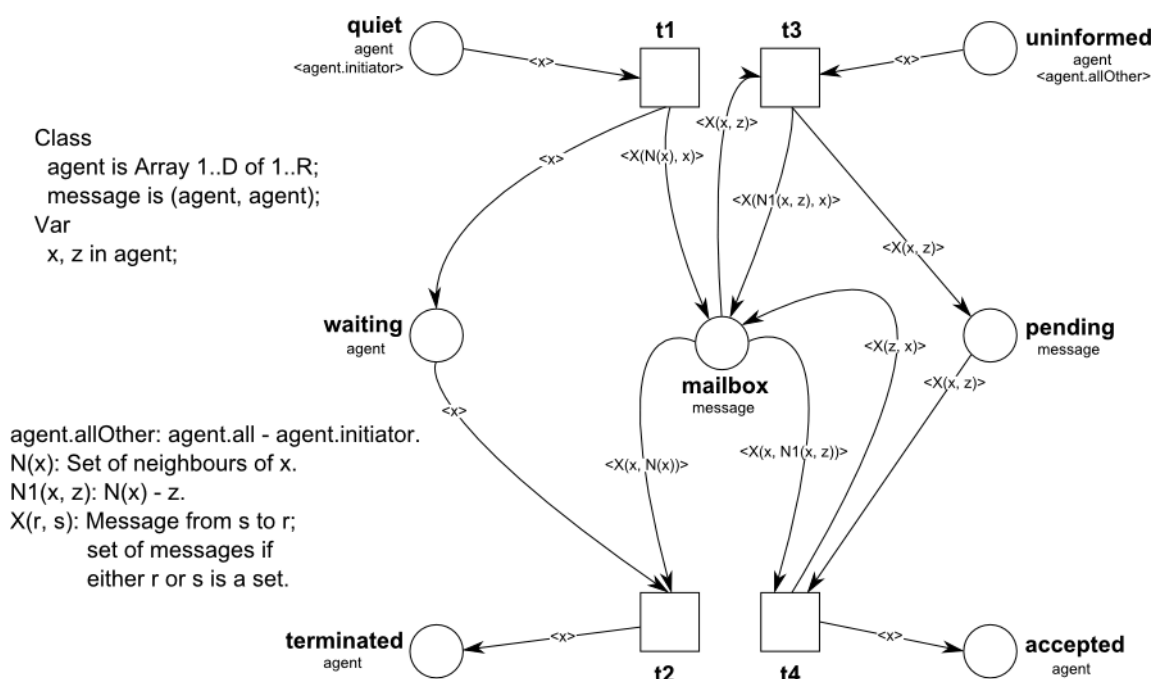 quiet
agent
<agent.initiator>
t1
t3
uninformed
agent
<agent.allOther>
<x>
<x>
<X(x, z)>
<x>
<X(N(x), x)>
<X(N1(x, z), x)>
<X(x, z)>
Class
agent is Array 1..D of 1..R;
message is (agent, agent);
Var
x, z in agent;
waiting
agent
mailbox
message
<X(z, x)>
pending
message
<X(x, z)>
<x>
<X(x, N(x))>
<X(x, N1(x, z))>
agent.allOther: agent.all - agent.initiator.
N(x): Set of neighbours of x.
N1(x, z): N(x) - z.
X(r, s): Message from s to r;
set of messages if
either r or s is a set.
terminated
agent
<x>
t2
t4
<x>
accepted
agent